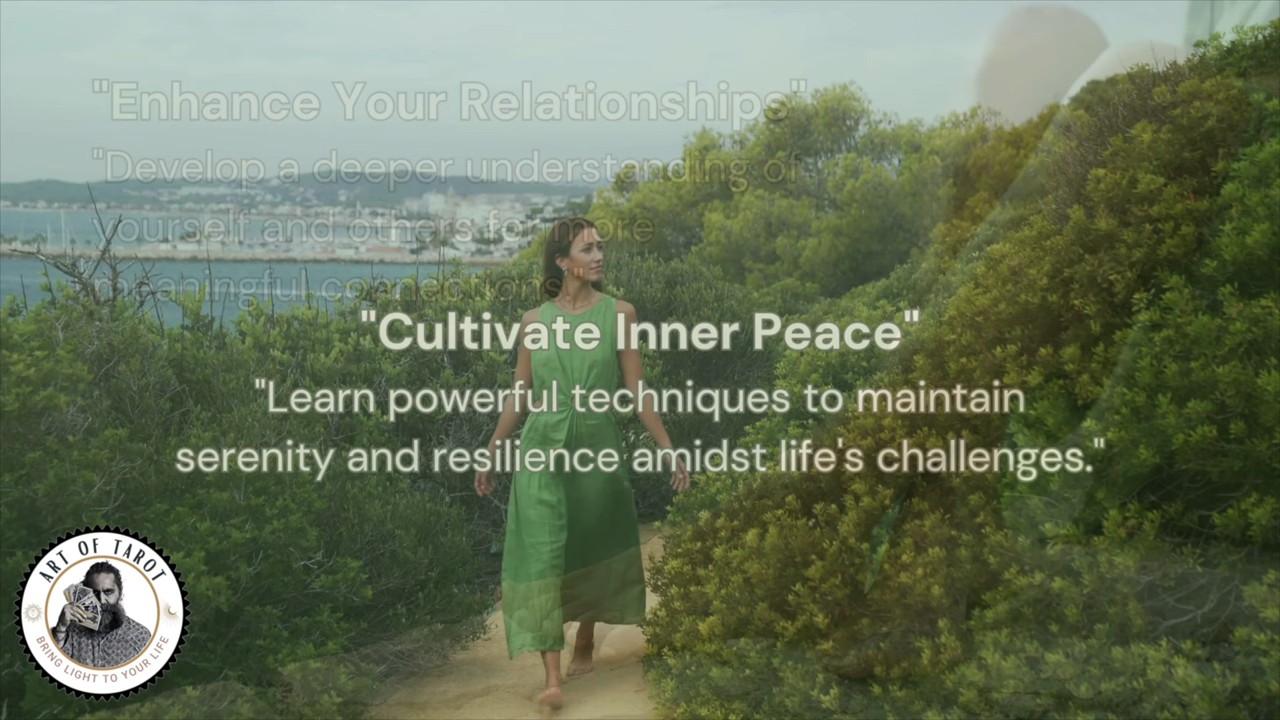 "Enhance Your Relationships"
"Develop a deeper understanding of
yourself and others for more
meaningful connections."
"Cultivate Inner Peace"
"Learn powerful techniques to maintain
serenity and resilience amidst life's challenges."
ART OF TAROT
BRING LIGHT TO YOUR LIFE